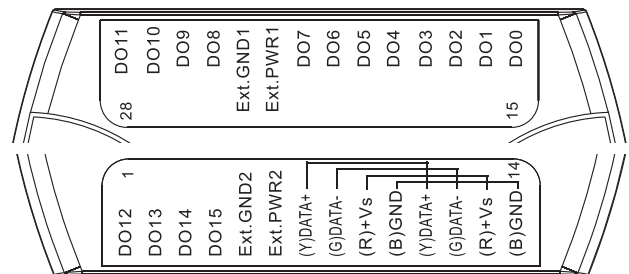 DO11 DO10 DO9 DO8 Ext.GND1 Ext.PWR1 DO7 DO6 DO5 DO4 DO3 DO2 DO1 DO0
28 15
1 14
DO12 DO13 DO14 DO15 Ext.GND2 Ext.PWR2 (Y)DATA+ (G)DATA- (R)+Vs (B)GND (Y)DATA+ (G)DATA- (R)+Vs (B)GND